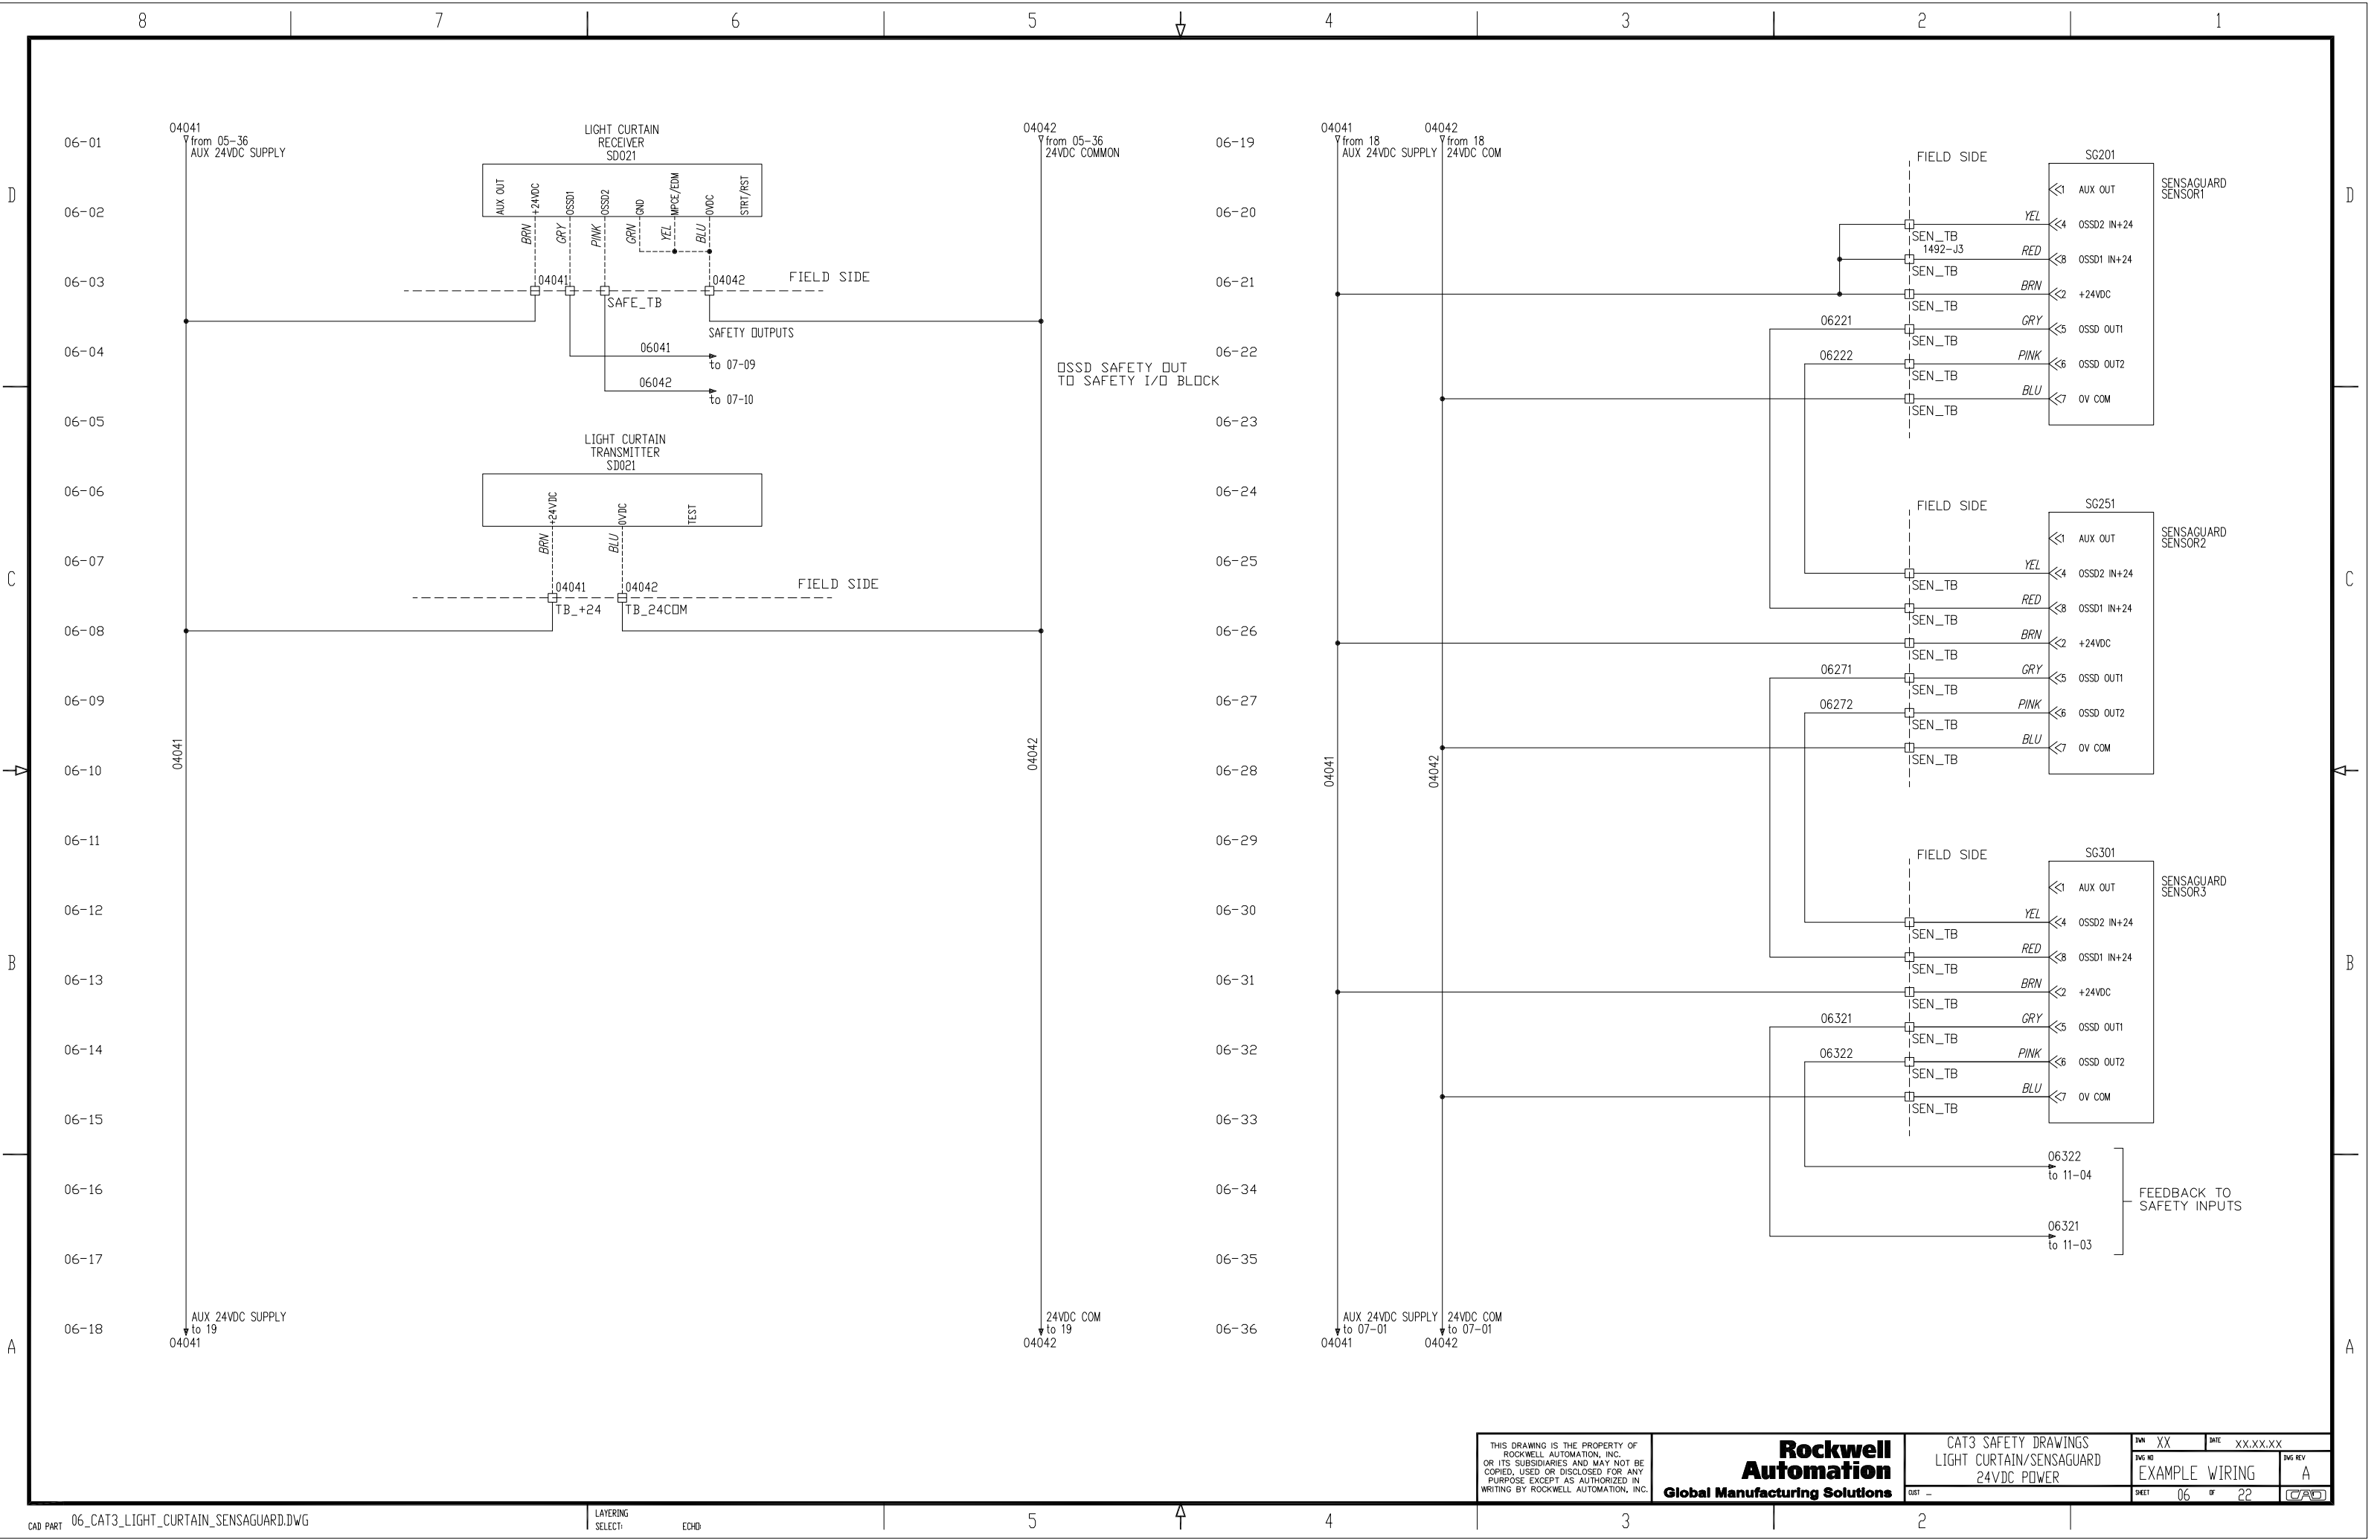 8 7 6 5 4 3 2 1
D
C
B
A
06-01
06-02
06-03
06-04
06-05
06-06
06-07
06-08
06-09
06-10
06-11
06-12
06-13
06-14
06-15
06-16
06-17
06-18
04041
from 05-36
AUX 24VDC SUPPLY
LIGHT CURTAIN
RECEIVER
SD021
AUX OUT
+24VDC
OSSD1
OSSD2
GND
MPCE/EDM
0VDC
STRT/RST
BRN
GRY
PINK
GRN
YEL
BLU
04041
04042
FIELD SIDE
SAFE_TB
SAFETY OUTPUTS
06041
to 07-09
06042
to 07-10
04042
from 05-36
24VDC COMMON
OSSD SAFETY OUT
TO SAFETY I/O BLOCK
LIGHT CURTAIN
TRANSMITTER
SD021
+24VDC
0VDC
TEST
BRN
BLU
04041
04042
FIELD SIDE
TB_+24
TB_24COM
04041
04042
AUX 24VDC SUPPLY
to 19
04041
24VDC COM
to 19
04042
06-19
06-20
06-21
06-22
06-23
06-24
06-25
06-26
06-27
06-28
06-29
06-30
06-31
06-32
06-33
06-34
06-35
06-36
04041
from 18
AUX 24VDC SUPPLY
04042
from 18
24VDC COM
04041
04042
FIELD SIDE
SG201
SENSAGUARD
SENSOR1
1 AUX OUT
YEL 4 OSSD2 IN+24
SEN_TB
1492-J3
RED 8 OSSD1 IN+24
SEN_TB
BRN 2 +24VDC
SEN_TB
06221 GRY 5 OSSD OUT1
SEN_TB
06222 PINK 6 OSSD OUT2
SEN_TB
BLU 7 0V COM
SEN_TB
FIELD SIDE
SG251
SENSAGUARD
SENSOR2
1 AUX OUT
YEL 4 OSSD2 IN+24
SEN_TB
RED 8 OSSD1 IN+24
SEN_TB
BRN 2 +24VDC
SEN_TB
06271 GRY 5 OSSD OUT1
SEN_TB
06272 PINK 6 OSSD OUT2
SEN_TB
BLU 7 0V COM
SEN_TB
FIELD SIDE
SG301
SENSAGUARD
SENSOR3
1 AUX OUT
YEL 4 OSSD2 IN+24
SEN_TB
RED 8 OSSD1 IN+24
SEN_TB
BRN 2 +24VDC
SEN_TB
06321 GRY 5 OSSD OUT1
SEN_TB
06322 PINK 6 OSSD OUT2
SEN_TB
BLU 7 0V COM
SEN_TB
06322
to 11-04
06321
to 11-03
FEEDBACK TO
SAFETY INPUTS
AUX 24VDC SUPPLY
to 07-01
04041
24VDC COM
to 07-01
04042
D
C
B
A
THIS DRAWING IS THE PROPERTY OF
ROCKWELL AUTOMATION, INC.
OR ITS SUBSIDIARIES AND MAY NOT BE
COPIED, USED OR DISCLOSED FOR ANY
PURPOSE EXCEPT AS AUTHORIZED IN
WRITING BY ROCKWELL AUTOMATION, INC.
Rockwell
Automation
Global Manufacturing Solutions
CAT3 SAFETY DRAWINGS
LIGHT CURTAIN/SENSAGUARD
24VDC POWER
CUST -
DWN XX
DATE XX.XX.XX
DWG NO
EXAMPLE WIRING
DWG REV
A
SHEET 06 OF 22
CAD
CAD PART 06_CAT3_LIGHT_CURTAIN_SENSAGUARD.DWG
LAYERING
SELECT: ECHO:
5 4 3 2